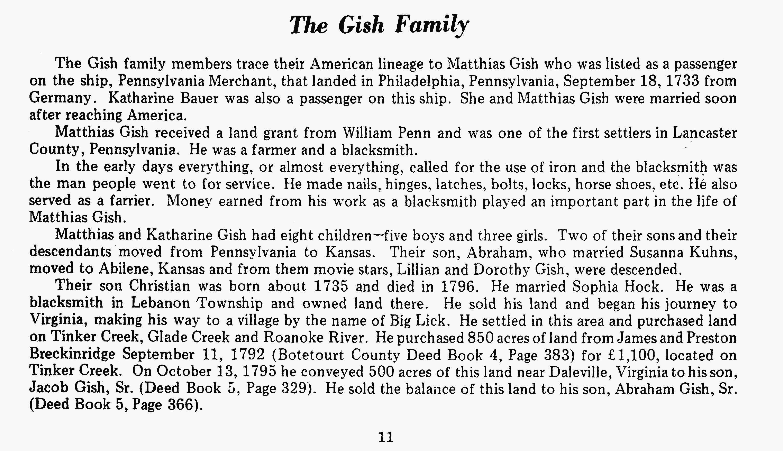 The Gish Family
The Gish family members trace their American lineage to Matthias Gish who was listed as a passenger
on the ship, Pennsylvania Merchant, that landed in Philadelphia, Pennsylvania, September 18, 1733 from
Germany. Katharine Bauer was also a passenger on this ship. She and Matthias Gish were married soon
after reaching America.
Matthias Gish received a land grant from William Penn and was one of the first settlers in Lancaster
County, Pennsylvania. He was a farmer and a blacksmith.
In the early days everything, or almost everything, called for the use of iron and the blacksmith was
the man people went to for service. He made nails, hinges, latches, bolts, locks, horse shoes, etc. He also
served as a farrier. Money earned from his work as a blacksmith played an important part in the life of
Matthias Gish.
Matthias and Katharine Gish had eight children—five boys and three girls. Two of their sons and their
descendants moved from Pennsylvania to Kansas. Their son, Abraham, who married Susanna Kuhns,
moved to Abilene, Kansas and from them movie stars, Lillian and Dorothy Gish, were descended.
Their son Christian was born about 1735 and died in 1796. He married Sophia Hock. He was a
blacksmith in Lebanon Township and owned land there. He sold his land and began his journey to
Virginia, making his way to a village by the name of Big Lick. He settled in this area and purchased land
on Tinker Creek, Glade Creek and Roanoke River. He purchased 850 acres of land from James and Preston
Breckinridge September 11, 1792 (Botetourt County Deed Book 4, Page 383) for £1,100, located on
Tinker Creek. On October 13, 1795 he conveyed 500 acres of this land near Daleville, Virginia to his son,
Jacob Gish, Sr. (Deed Book 5, Page 329). He sold the balance of this land to his son, Abraham Gish, Sr.
(Deed Book 5, Page 366).
11